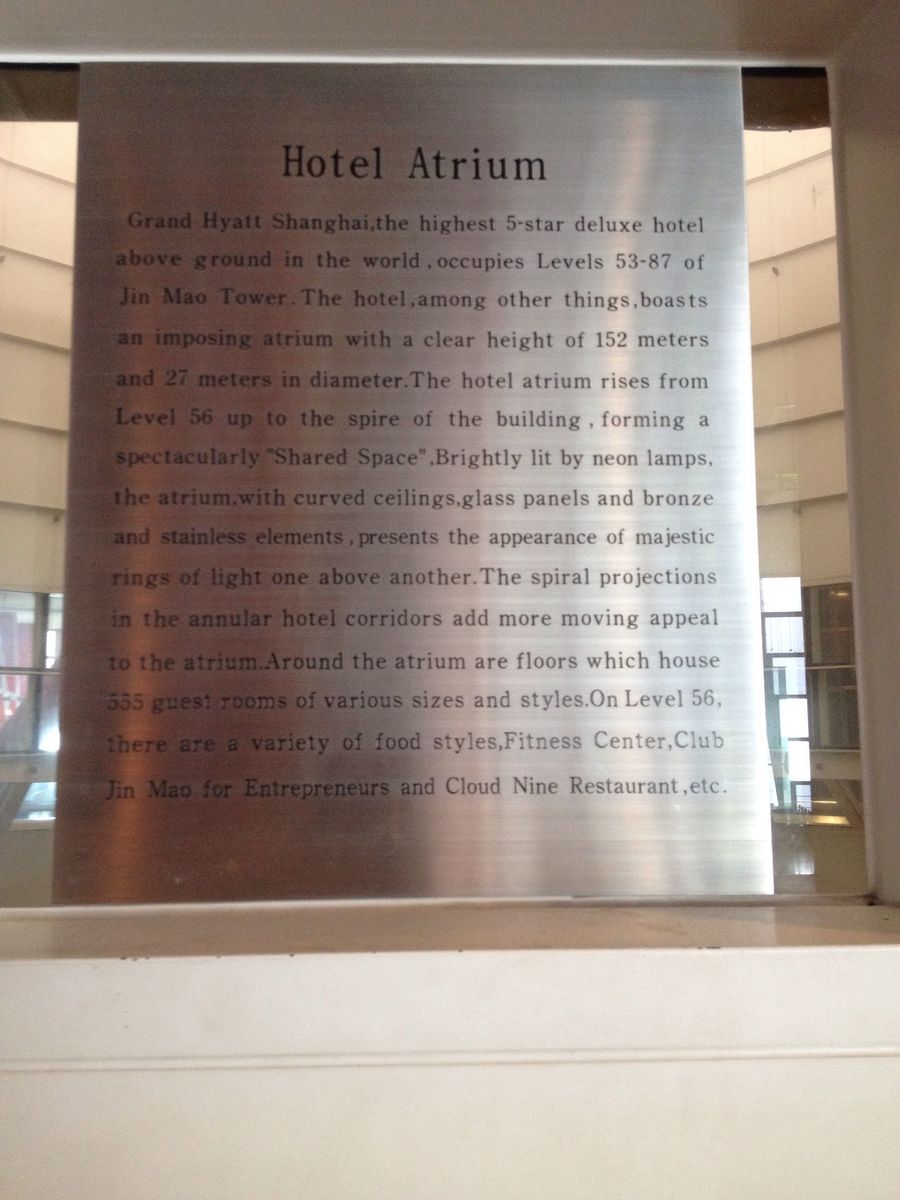 Hotel Atrium
Grand Hyatt Shanghai,the highest 5-star deluxe hotel
above ground in the world,occupies Levels 53-87 of
Jin Mao Tower.The hotel,among other things,boasts
an imposing atrium with a clear height of 152 meters
and 27 meters in diameter.The hotel atrium rises from
Level 56 up to the spire of the building,forming a
spectacularly "Shared Space",Brightly lit by neon lamps,
the atrium,with curved ceilings,glass panels and bronze
and stainless elements,presents the appearance of majestic
rings of light one above another.The spiral projections
in the annular hotel corridors add more moving appeal
to the atrium.Around the atrium are floors which house
555 guest rooms of various sizes and styles.On Level 56,
there are a variety of food styles,Fitness Center,Club
Jin Mao for Entrepreneurs and Cloud Nine Restaurant,etc.